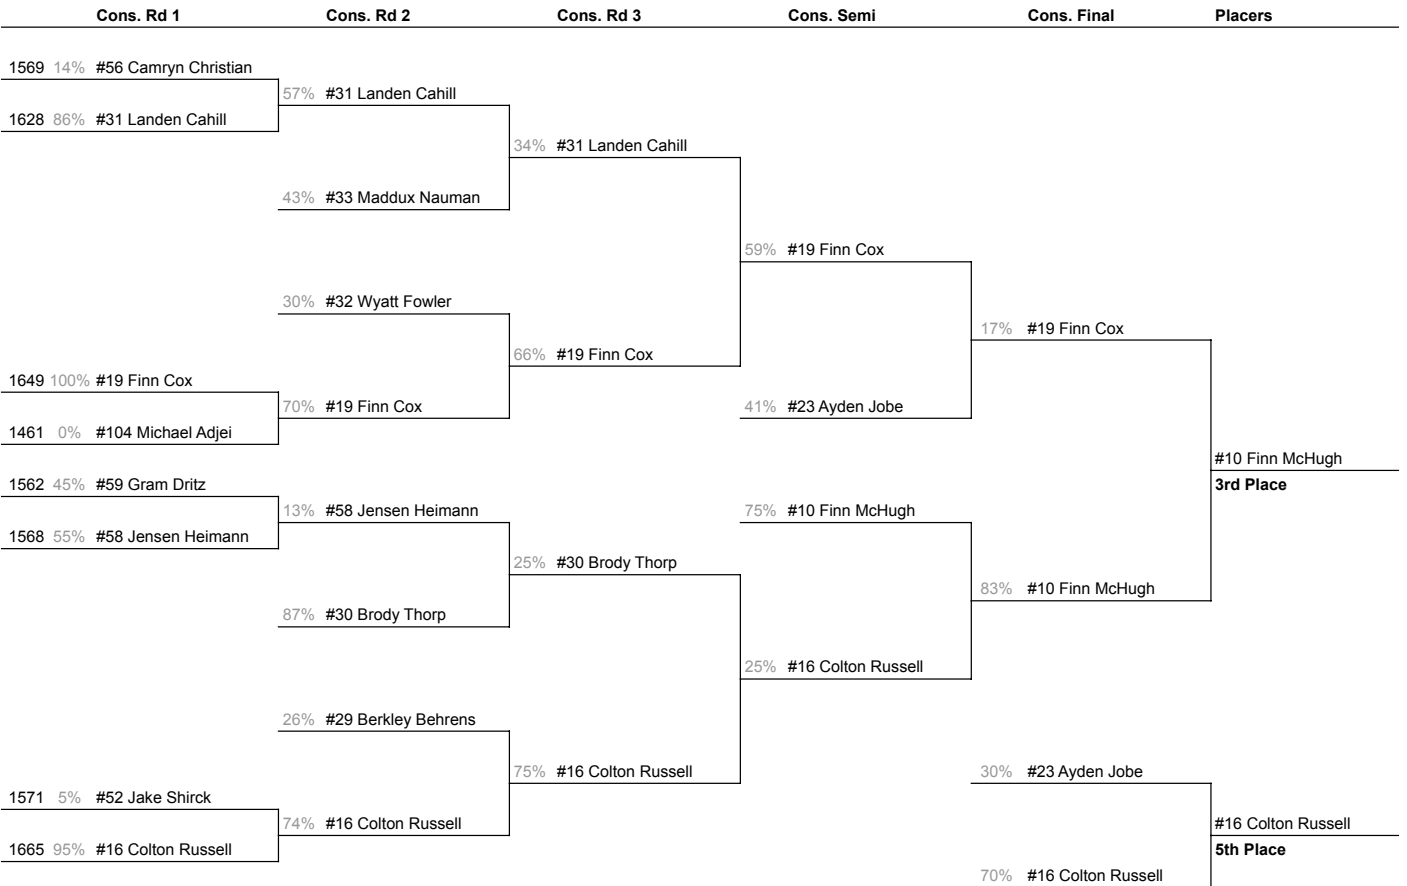 Cons. Rd 1 Cons. Rd 2 Cons. Rd 3 Cons. Semi Cons. Final Placers
1569 14% #56 Camryn Christian
57% #31 Landen Cahill
1628 86% #31 Landen Cahill
34% #31 Landen Cahill
43% #33 Maddux Nauman
59% #19 Finn Cox
30% #32 Wyatt Fowler
17% #19 Finn Cox
66% #19 Finn Cox
1649 100% #19 Finn Cox
70% #19 Finn Cox 41% #23 Ayden Jobe
1461 0% #104 Michael Adjei
#10 Finn McHugh
1562 45% #59 Gram Dritz 3rd Place
13% #58 Jensen Heimann 75% #10 Finn McHugh
1568 55% #58 Jensen Heimann
25% #30 Brody Thorp
83% #10 Finn McHugh
87% #30 Brody Thorp
25% #16 Colton Russell
26% #29 Berkley Behrens
75% #16 Colton Russell 30% #23 Ayden Jobe
1571 5% #52 Jake Shirck
74% #16 Colton Russell #16 Colton Russell
1665 95% #16 Colton Russell 5th Place
70% #16 Colton Russell